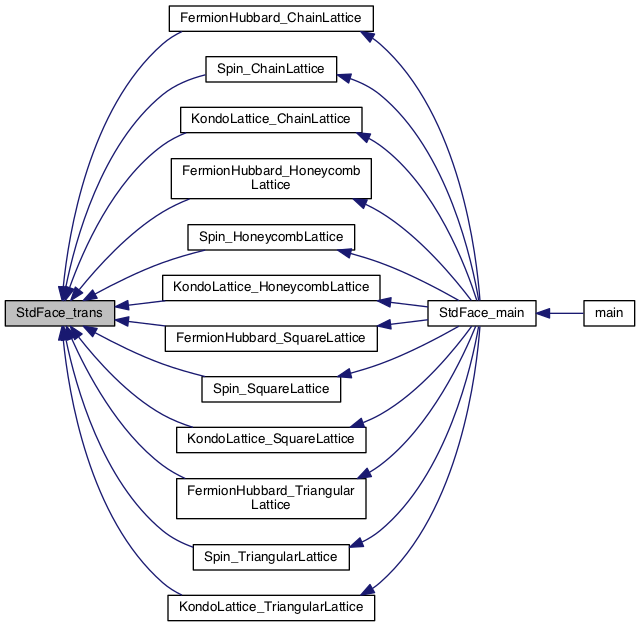 FermionHubbard_ChainLattice
Spin_ChainLattice
KondoLattice_ChainLattice
FermionHubbard_Honeycomb
Lattice
Spin_HoneycombLattice
KondoLattice_HoneycombLattice
StdFace_trans
StdFace_main
main
FermionHubbard_SquareLattice
Spin_SquareLattice
KondoLattice_SquareLattice
FermionHubbard_Triangular
Lattice
Spin_TriangularLattice
KondoLattice_TriangularLattice